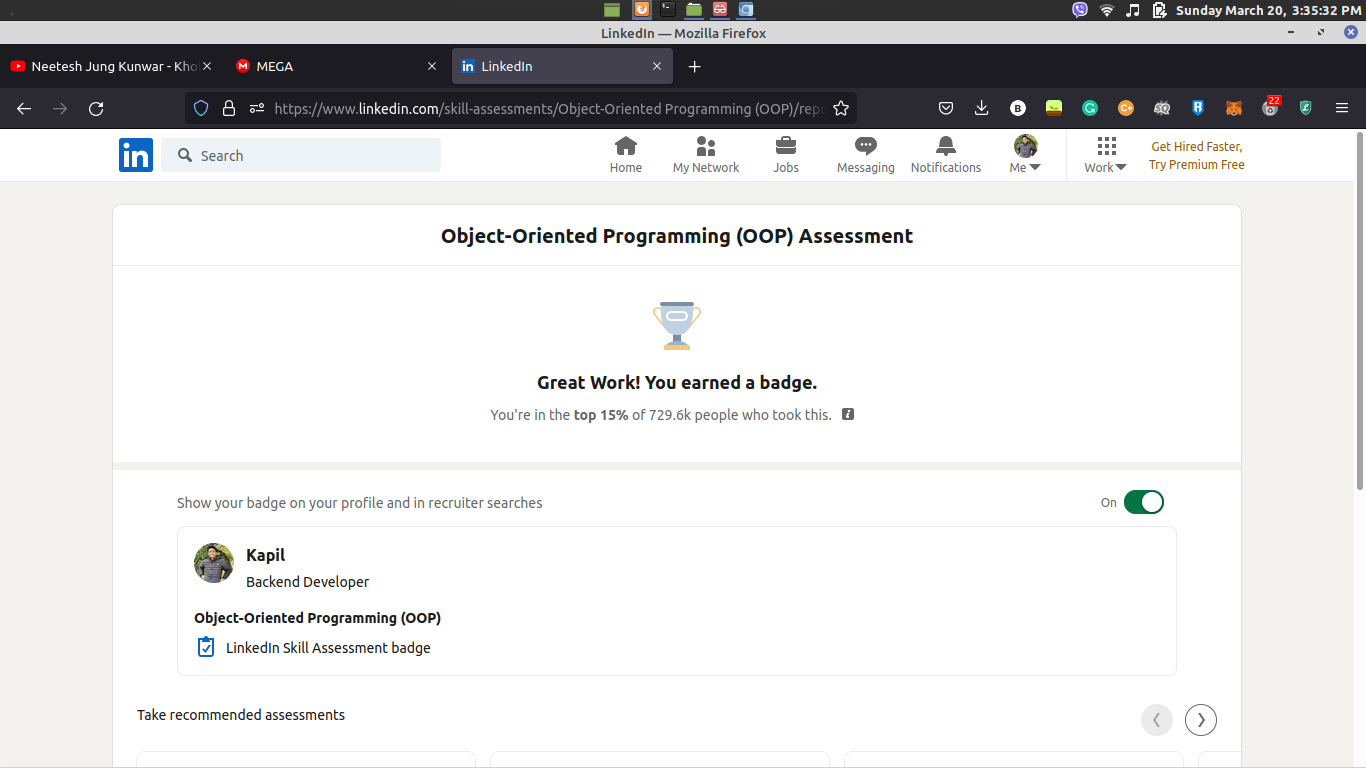 Sunday March 20, 3:35:32 PM
LinkedIn — Mozilla Firefox
Neetesh Jung Kunwar - Kho
MEGA
LinkedIn
https://www.linkedin.com/skill-assessments/Object-Oriented Programming (OOP)/repo
22
in
Search
Home
My Network
Jobs
Messaging
Notifications
Me
Work
Get Hired Faster,
Try Premium Free
Object-Oriented Programming (OOP) Assessment
Great Work! You earned a badge.
You're in the top 15% of 729.6k people who took this.
Show your badge on your profile and in recruiter searches
On
Kapil
Backend Developer
Object-Oriented Programming (OOP)
LinkedIn Skill Assessment badge
Take recommended assessments